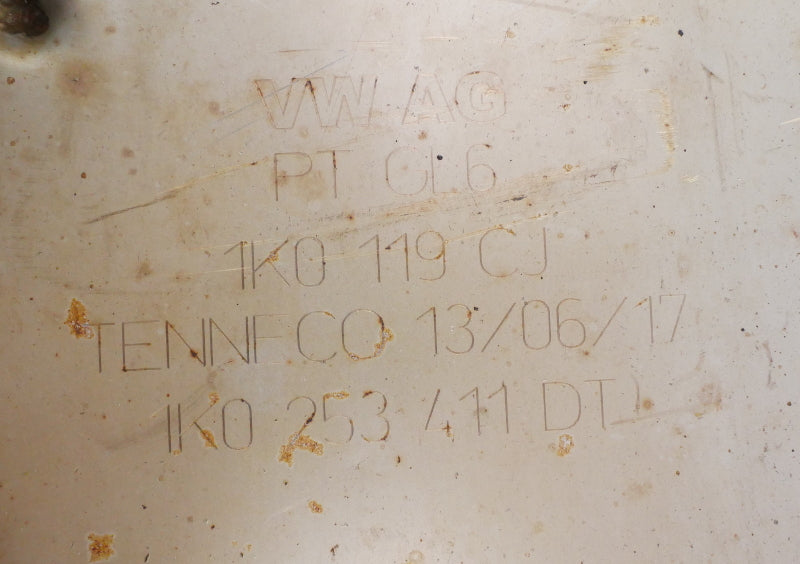 VW AG
PT CL6
1K0 119 CJ
TENNECO 13/06/17
1K0 253 411 DT